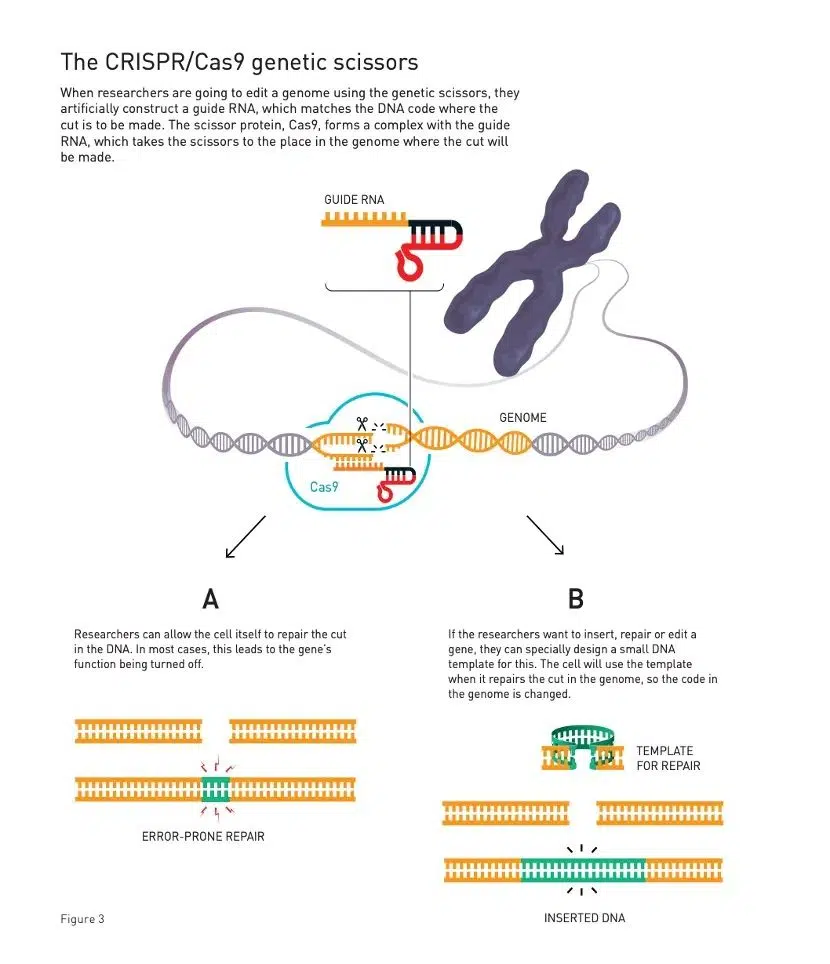 The CRISPR/Cas9 genetic scissors
When researchers are going to edit a genome using the genetic scissors, they
artificially construct a guide RNA, which matches the DNA code where the
cut is to be made. The scissor protein, Cas9, forms a complex with the guide
RNA, which takes the scissors to the place in the genome where the cut will
be made.
GUIDE RNA
GENOME
Cas9
A
Researchers can allow the cell itself to repair the cut
in the DNA. In most cases, this leads to the gene's
function being turned off.
ERROR-PRONE REPAIR
B
If the researchers want to insert, repair or edit a
gene, they can specially design a small DNA
template for this. The cell will use the template
when it repairs the cut in the genome, so the code in
the genome is changed.
TEMPLATE
FOR REPAIR
INSERTED DNA
Figure 3